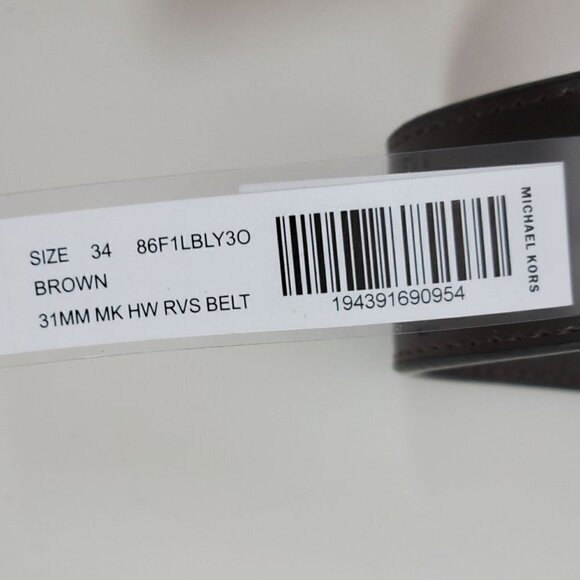 SIZE 34 86F1LBLY3O
BROWN
31MM MK HW RVS BELT
194391690954
MICHAEL KORS